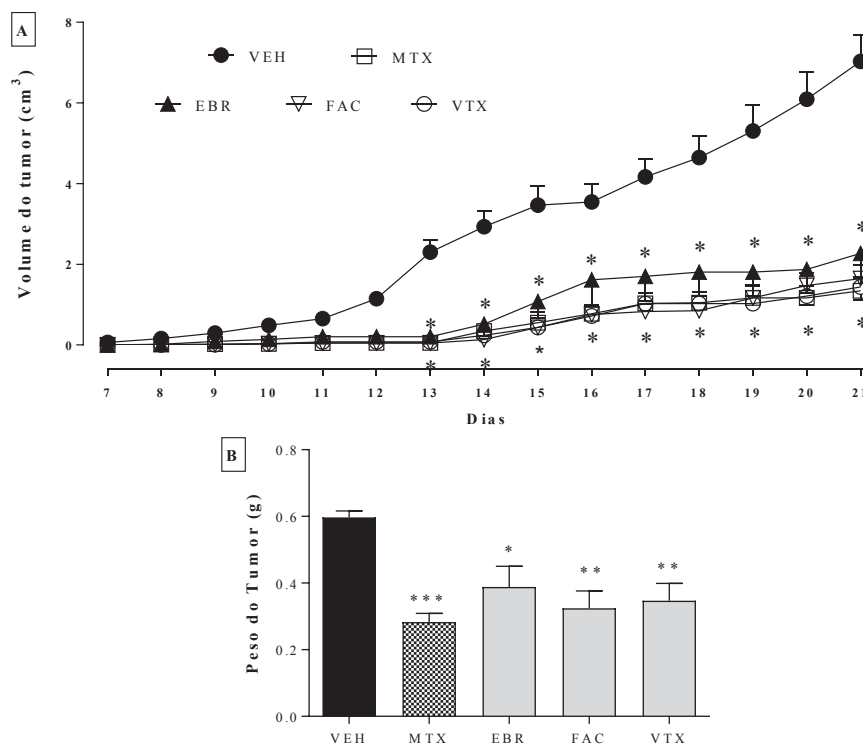 A
Volume do tumor (cm3)
8
6
4
2
0
VEH MTX
EBR FAC VTX
* * * * * * * * *
* * * * * * * * *
7 8 9 10 11 12 13 14 15 16 17 18 19 20 21
Dias
B
Peso do Tumor (g)
0.8
0.6
0.4
0.2
0.0
*** * ** **
VEH MTX EBR FAC VTX